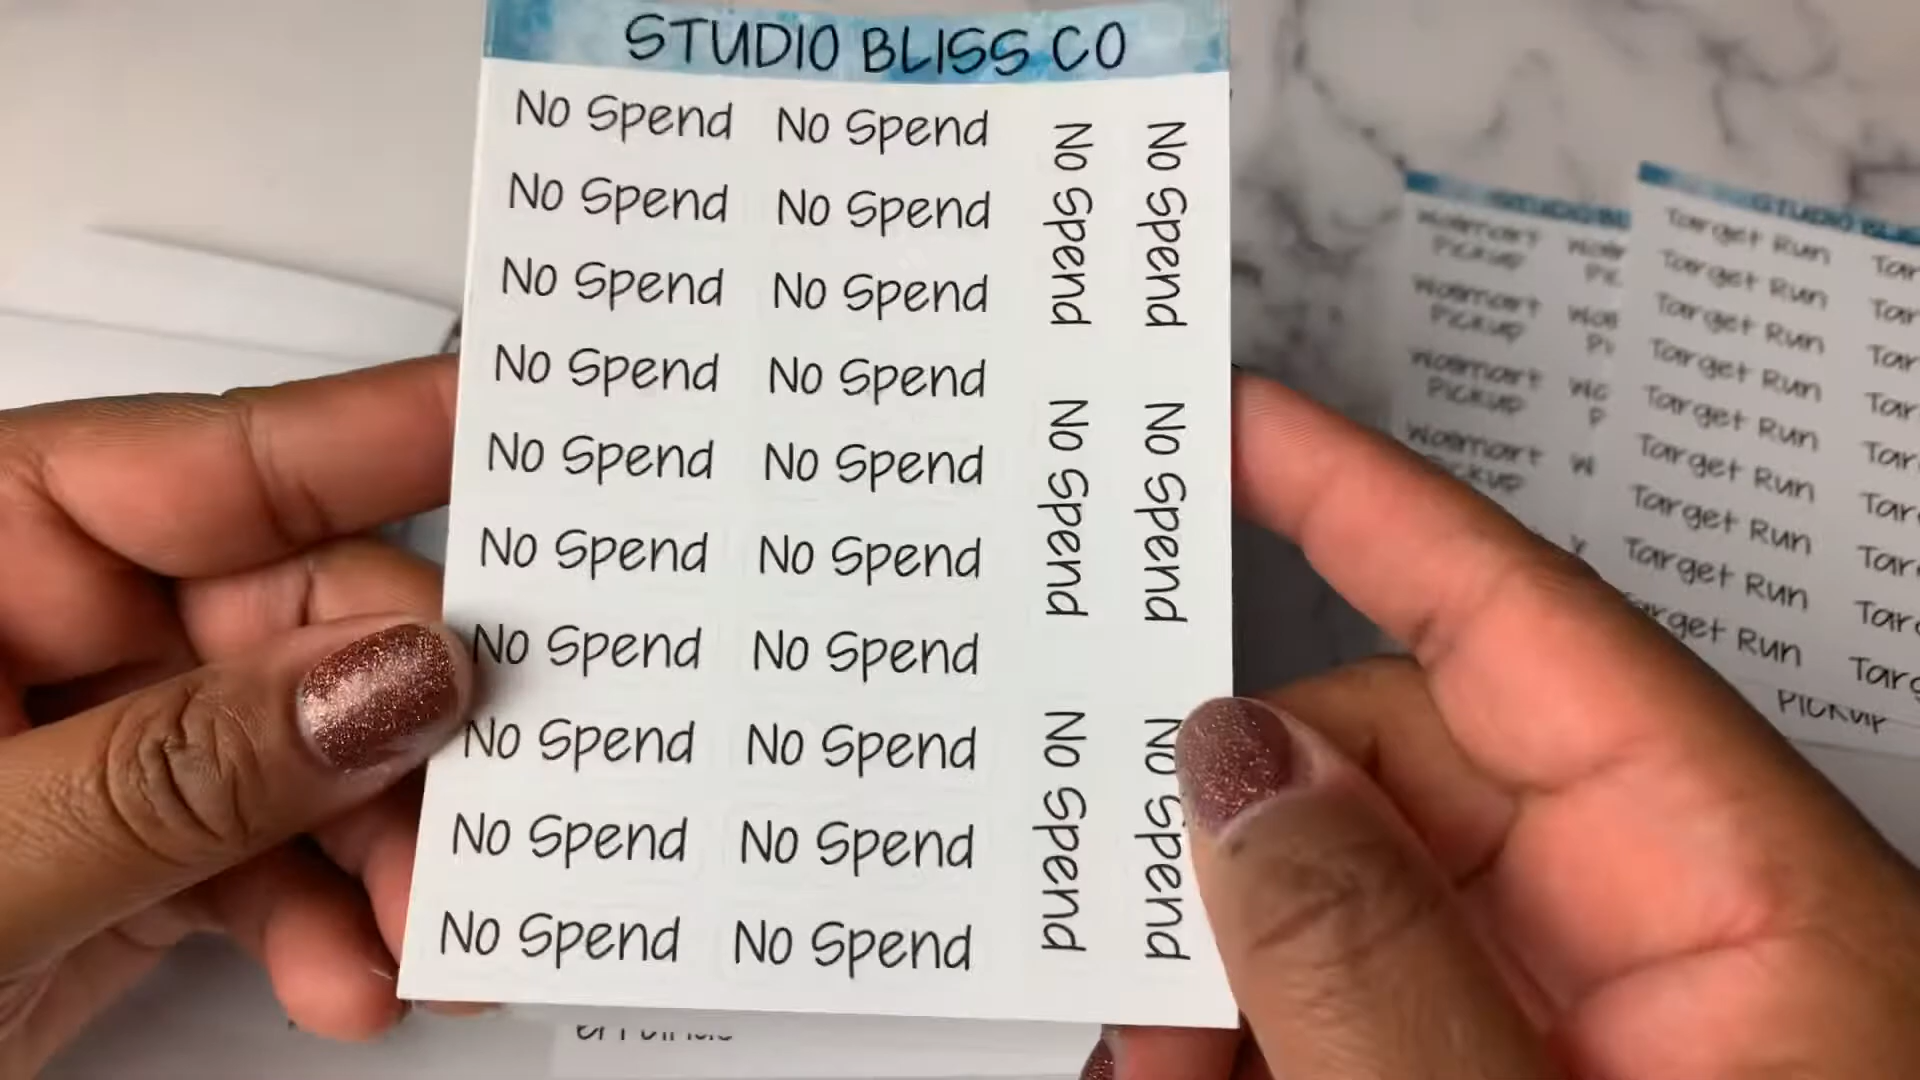 STUDIO BLISS CO
No Spend No Spend
No Spend No Spend
No Spend No Spend
No Spend No Spend
No Spend No Spend
No Spend No Spend
No Spend No Spend
No Spend No Spend
No Spend No Spend
No Spend No Spend
No Spend
No Spend
No Spend
No Spend
No Spend
No Spend
STUDIO
Walmart
Pickup
Walmart
Pickup
Walmart
Pickup
Walmart
Pickup
STUDIO
Target Run
Target Run
Target Run
Target Run
Target Run
Target Run
Target Run
Target Run
Run
Pickup